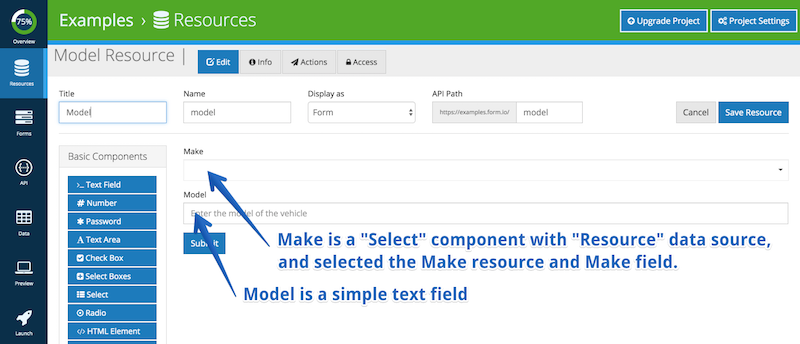 75%
Overview
Resources
Forms
API
Data
Preview
Launch
Examples › Resources
Upgrade Project
Project Settings
Model Resource |
Edit
Info
Actions
Access
Title
Name
Display as
API Path
Model
model
Form
https://examples.form.io/
model
Cancel
Save Resource
Basic Components
Text Field
Number
Password
Text Area
Check Box
Select Boxes
Select
Radio
HTML Element
Make
Model
Enter the model of the vehicle
Submit
Make is a "Select" component with "Resource" data source,
and selected the Make resource and Make field.
Model is a simple text field